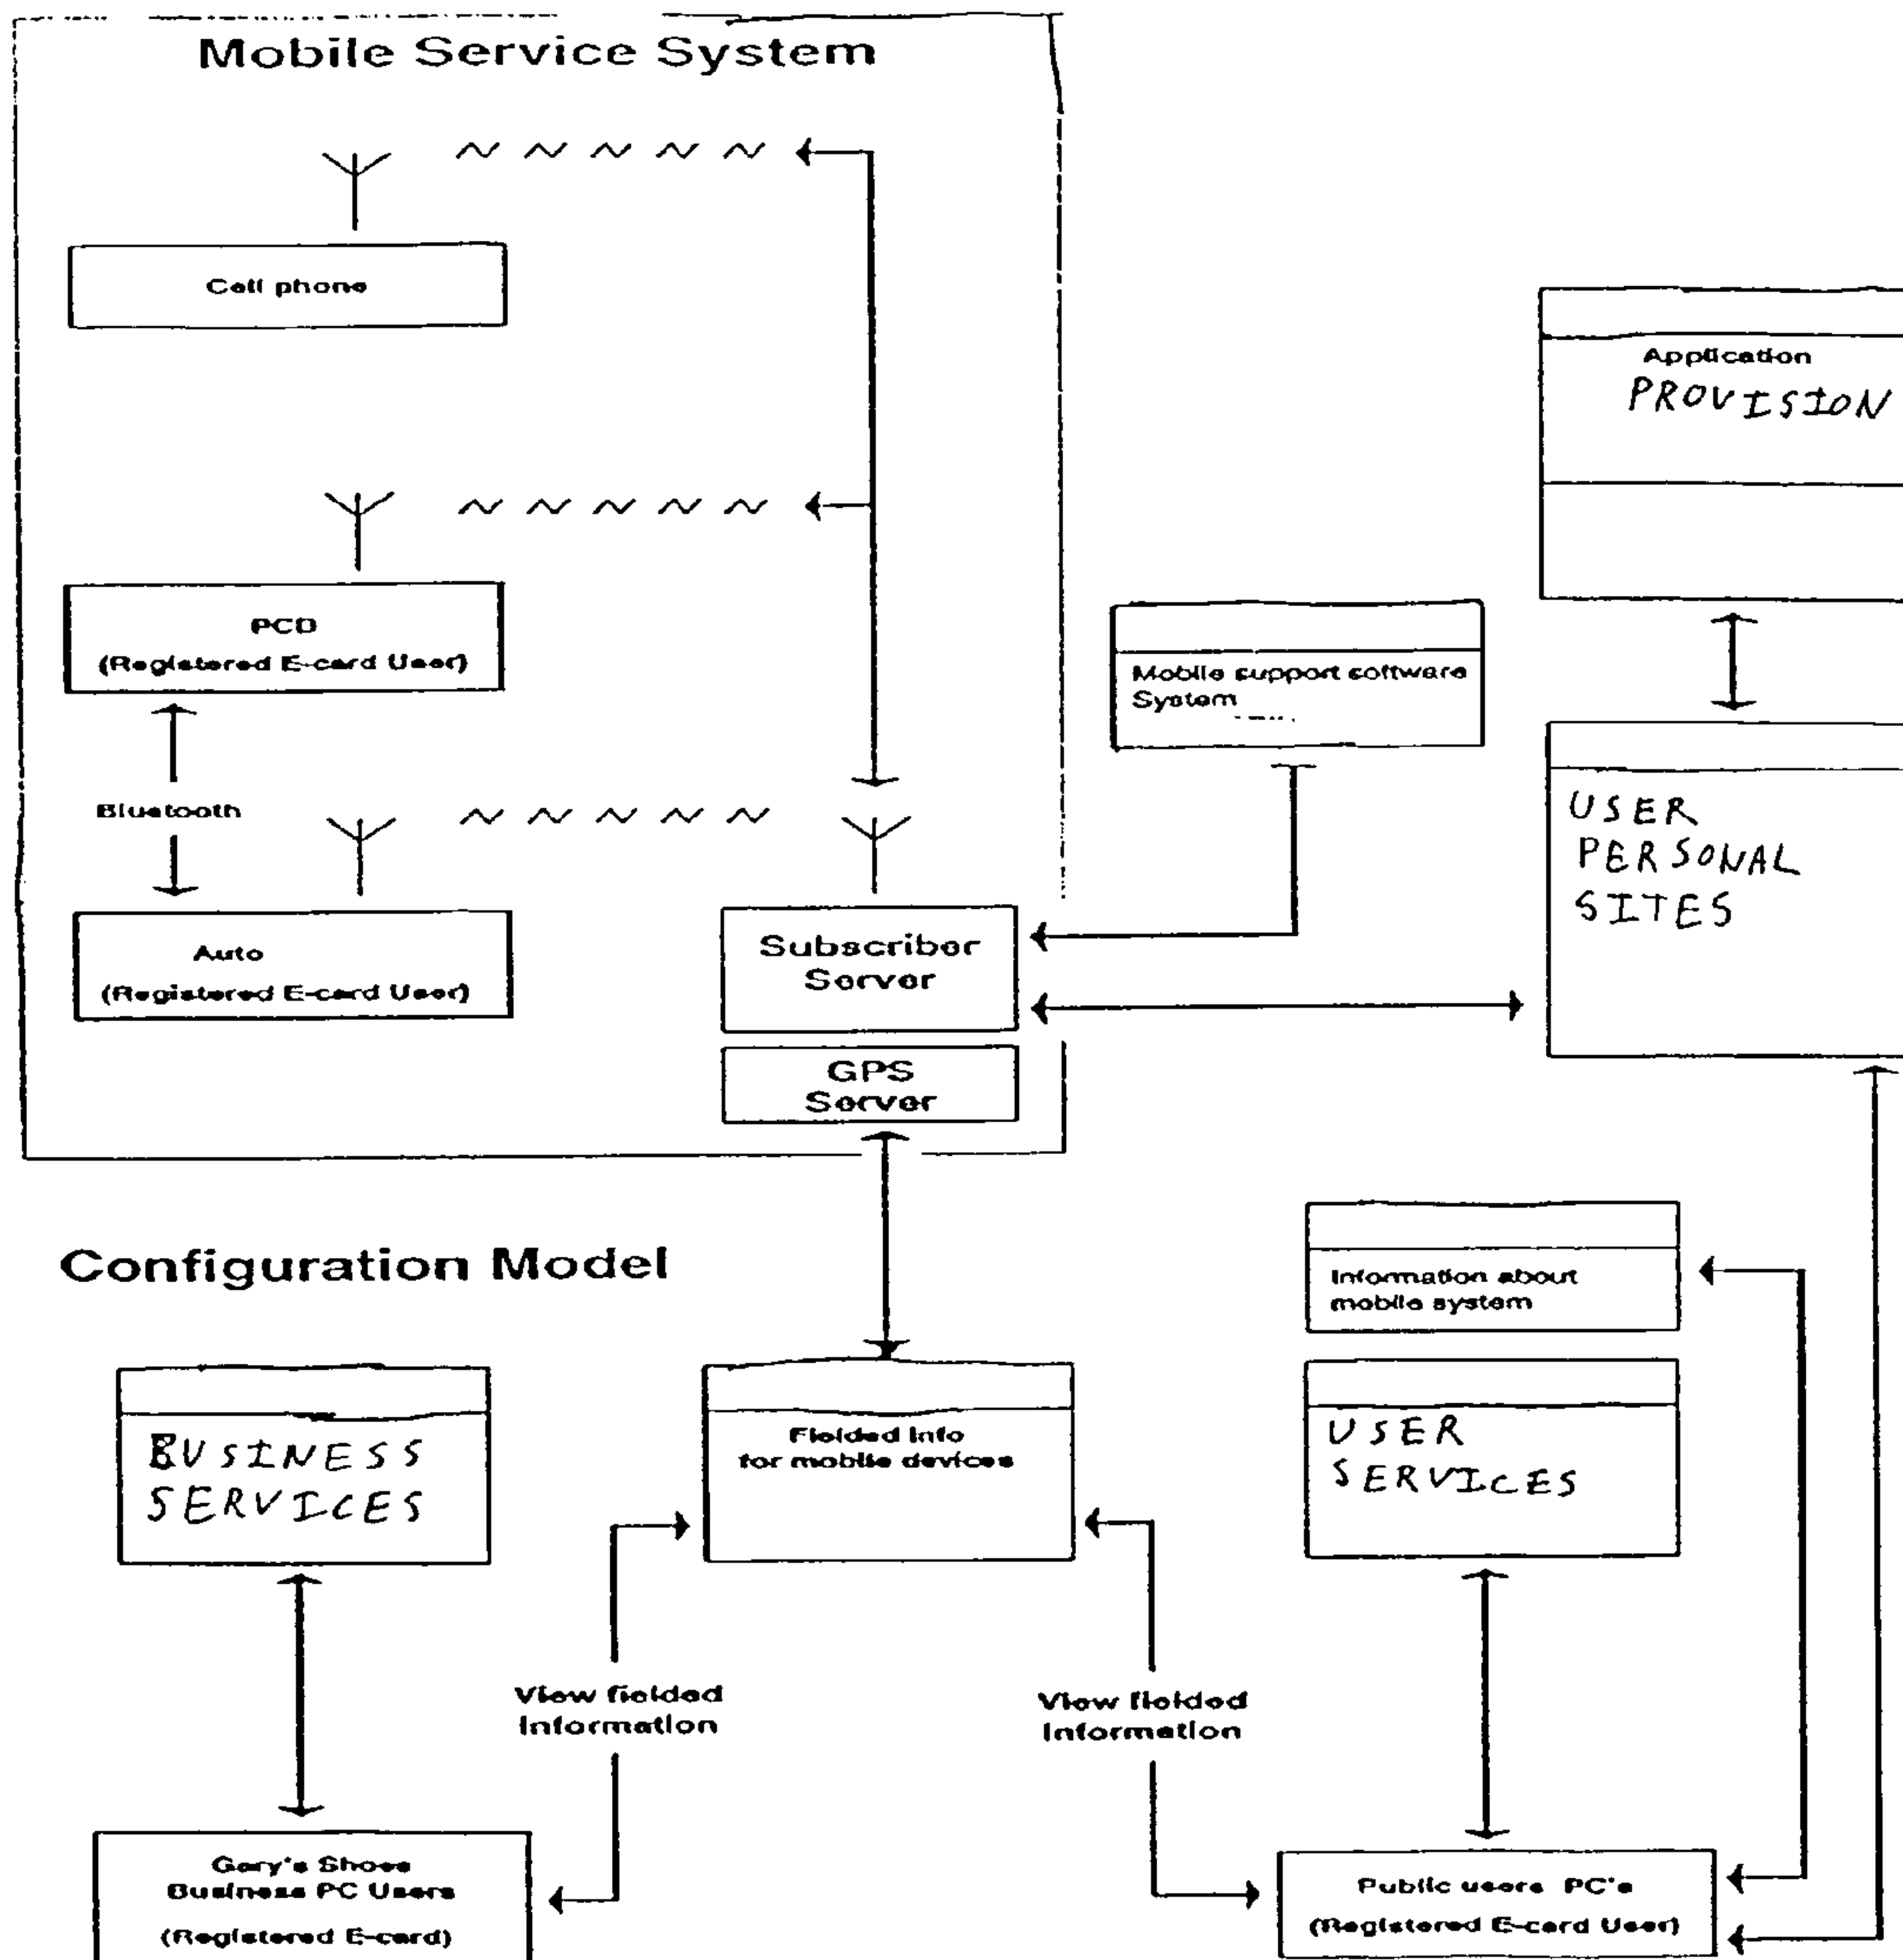 Mobile Service System
Cell phone
Application
PROVISION
PCD
(Registered E-card User)
Mobile support software
System
Bluetooth
USER
PERSONAL
SITES
Auto
(Registered E-card User)
Subscriber
Server
GPS
Server
Configuration Model
Information about
mobile system
BUSINESS
SERVICES
Fielded Info
for mobile devices
USER
SERVICES
View fielded
Information
View fielded
Information
Gary's Shoes
Business PC Users
(Registered E-card)
Public users PC's
(Registered E-card User)